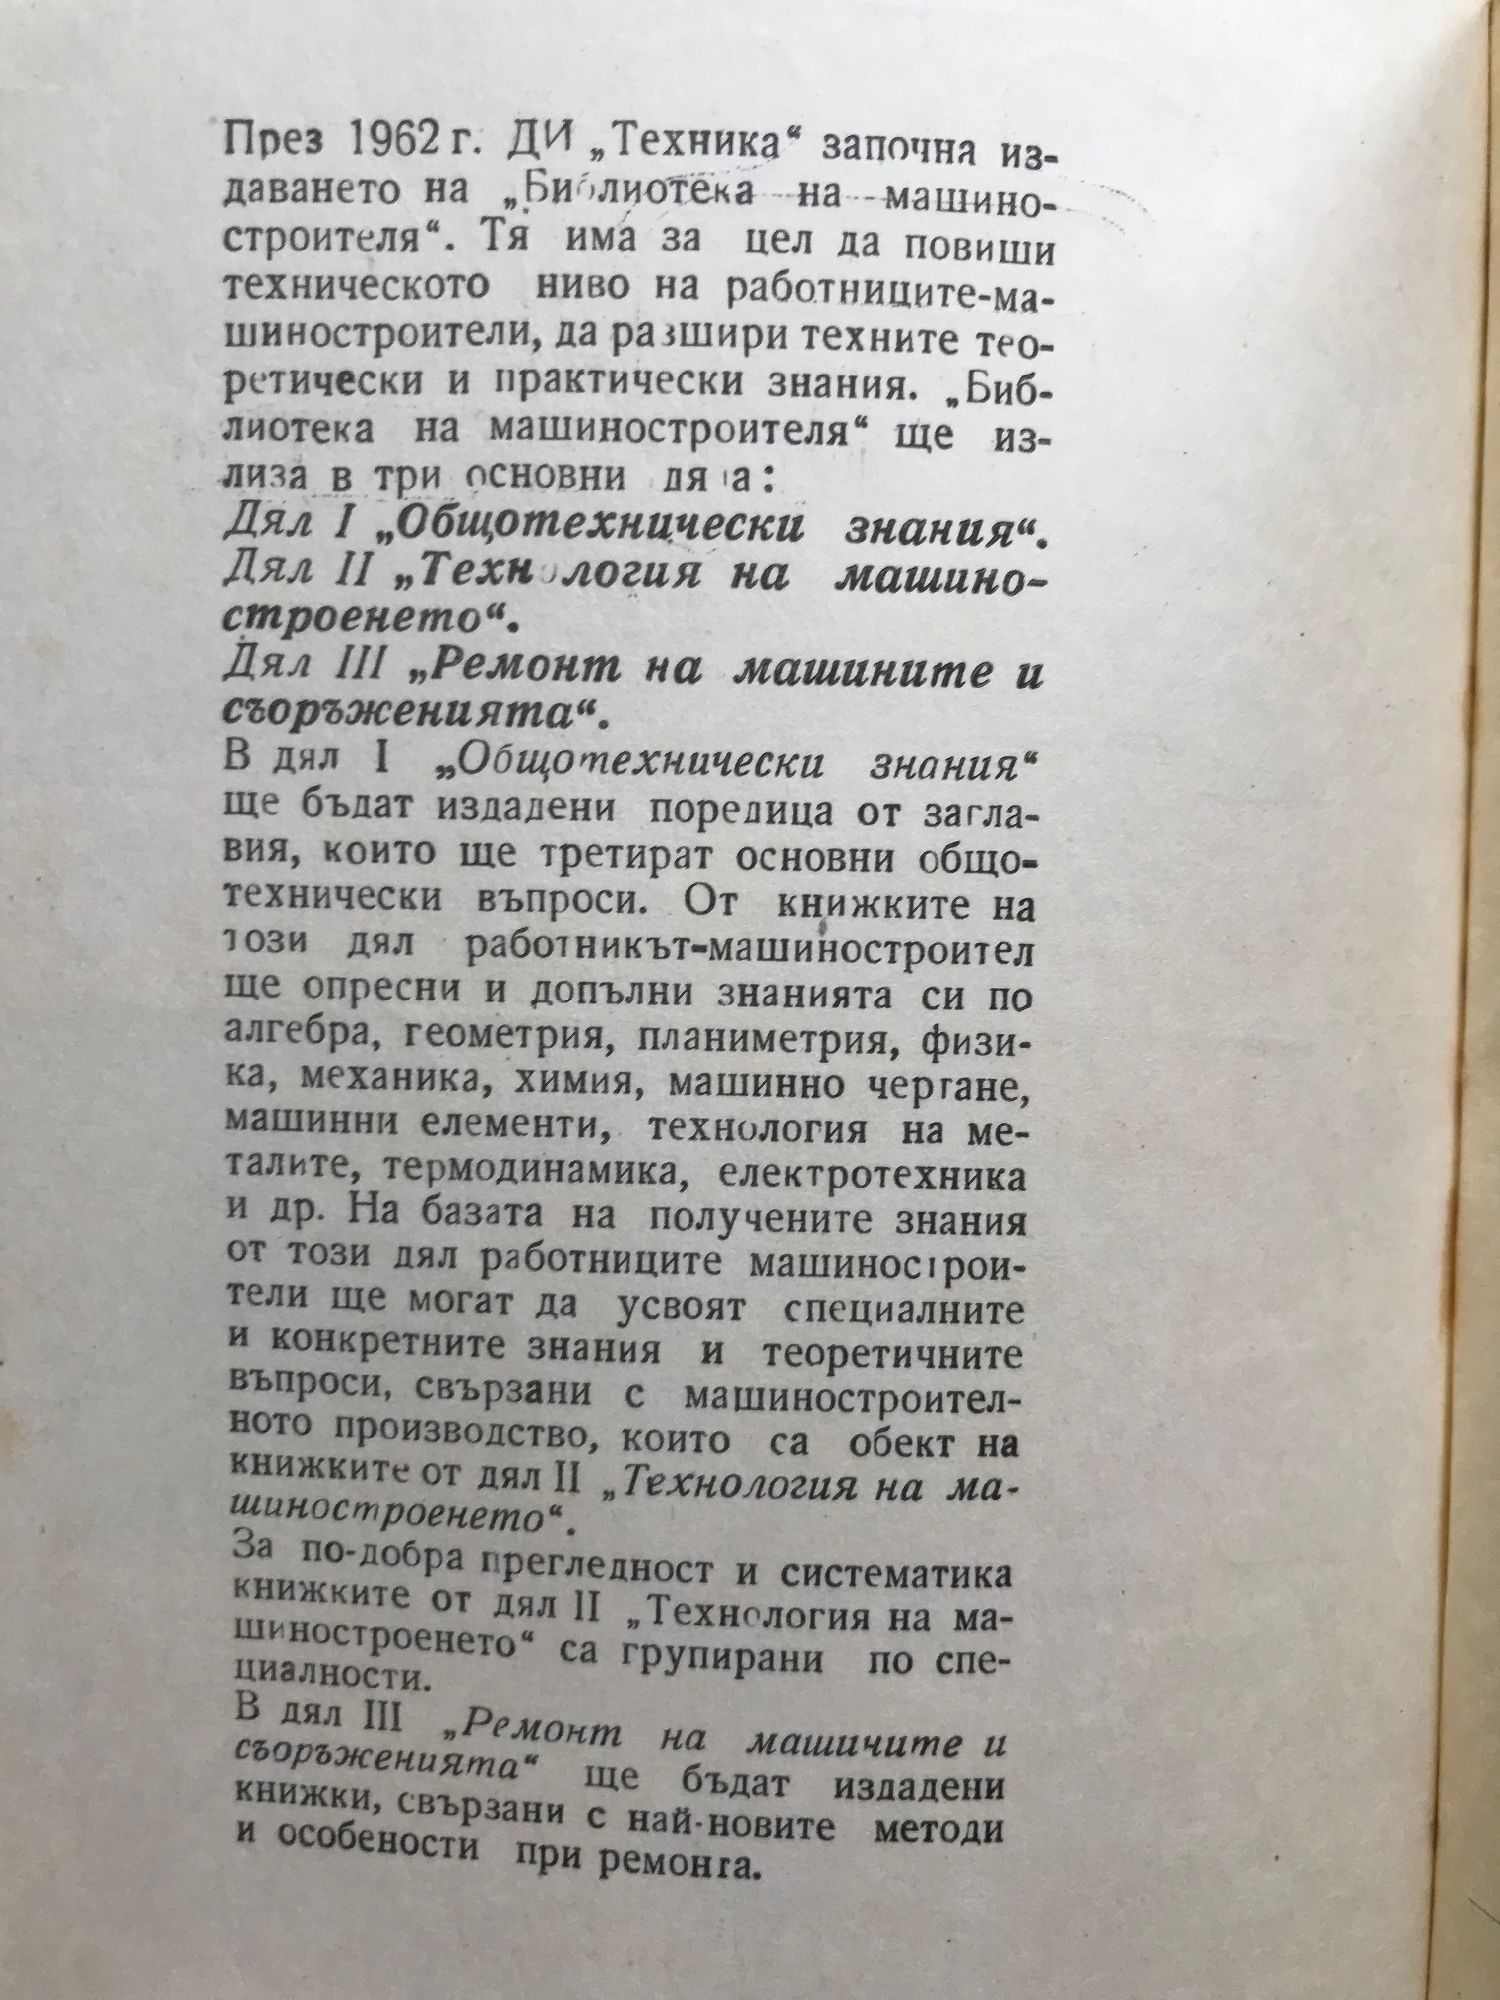 През 1962 г. ДИ „Техника“ започна из-
даването на „Библиотека на машино-
строителя“. Тя има за цел да повиши
техническото ниво на работниците-ма-
шиностроители, да разшири техните тео-
ретически и практически знания. „Биб-
лиотека на машиностроителя“ ще из-
лиза в три основни дяла:
Дял I „Общотехнически знания“.
Дял II „Технология на машино-
строенето“.
Дял III „Ремонт на машините и
съоръженията“.
В дял I „Общотехнически знания“
ще бъдат издадени поредица от загла-
вия, които ще третират основни общо-
технически въпроси. От книжките на
този дял работникът-машиностроител
ще опресни и допълни знанията си по
алгебра, геометрия, планиметрия, физи-
ка, механика, химия, машинно чертане,
машинни елементи, технология на ме-
талите, термодинамика, електротехника
и др. На базата на получените знания
от този дял работниците машинострои-
тели ще могат да усвоят специалните
и конкретните знания и теоретичните
въпроси, свързани с машиностроител-
ното производство, които са обект на
книжките от дял II „Технология на ма-
шиностроенето“.
За по-добра прегледност и систематика
книжките от дял II „Технология на ма-
шиностроенето“ са групирани по спе-
циалности.
В дял III „Ремонт на машичите и
съоръженията“ ще бъдат издадени
книжки, свързани с най-новите методи
и особености при ремонта.